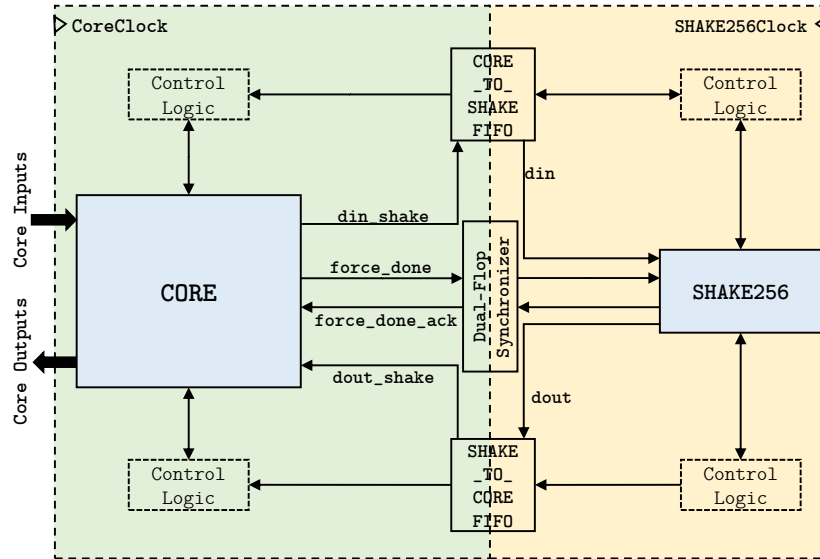 CoreClock
SHAKE256Clock
Control
Logic
CORE
_TO_
SHAKE
FIFO
Control
Logic
din
Core Inputs
din_shake
CORE
force_done
Dual-Flop
Synchronizer
SHAKE256
force_done_ack
Core Outputs
dout_shake
dout
Control
Logic
SHAKE
_TO_
CORE
FIFO
Control
Logic